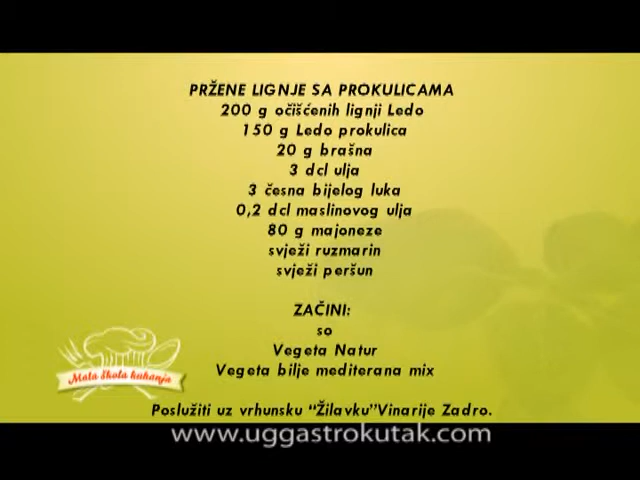 PRŽENE LIGNJE SA PROKULICAMA
200 g očišćenih lignji Ledo
150 g Ledo prokulica
20 g brašna
3 dcl ulja
3 česna bijelog luka
0,2 dcl maslinovog ulja
80 g majoneze
svježi ruzmarin
svježi peršun
ZAČINI:
so
Vegeta Natur
Vegeta bilje mediterana mix
Mala škola kuhanja
Poslužiti uz vrhunsku “Žilavku”Vinarije Zadro.
www.uggastrokutak.com